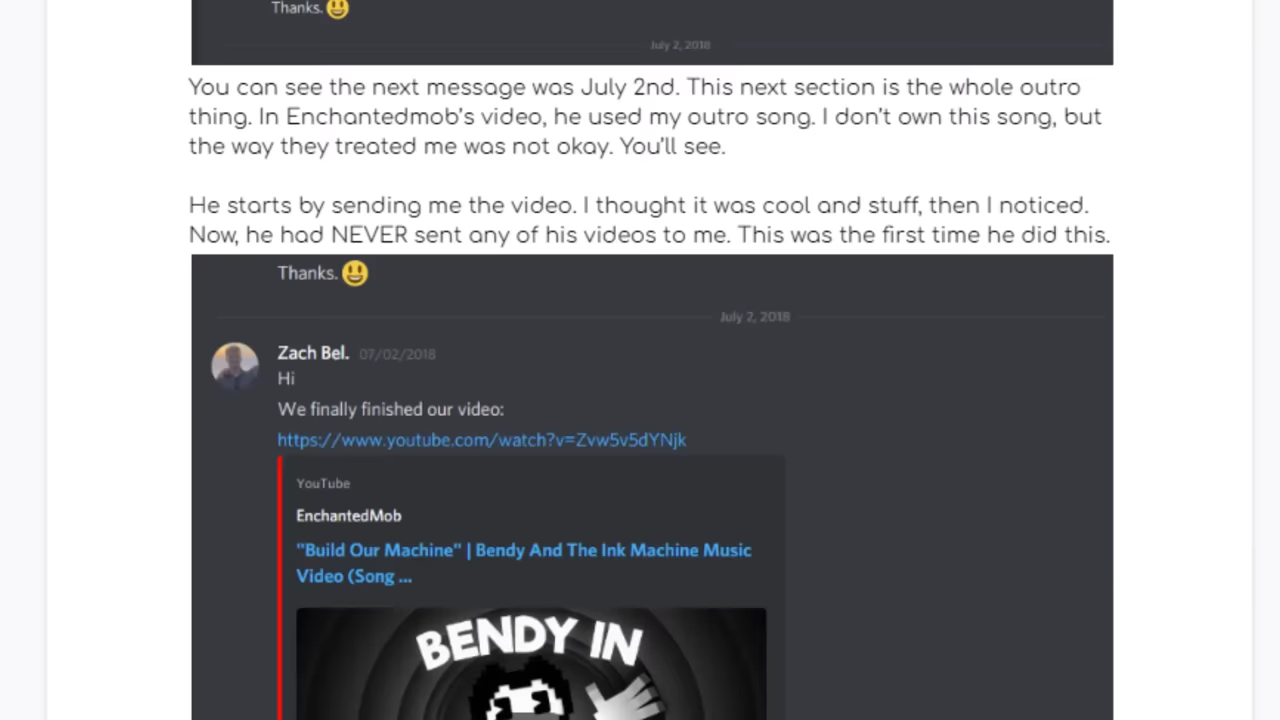 Thanks.
July 2, 2018
You can see the next message was July 2nd. This next section is the whole outro
thing. In Enchantedmob's video, he used my outro song. I don't own this song, but
the way they treated me was not okay. You'll see.
He starts by sending me the video. I thought it was cool and stuff, then I noticed.
Now, he had NEVER sent any of his videos to me. This was the first time he did this.
Thanks.
July 2, 2018
Zach Bel. 07/02/2018
Hi
We finally finished our video:
https://www.youtube.com/watch?v=Zvw5v5dYNjk
YouTube
EnchantedMob
"Build Our Machine" | Bendy And The Ink Machine Music
Video (Song ...
BENDY IN